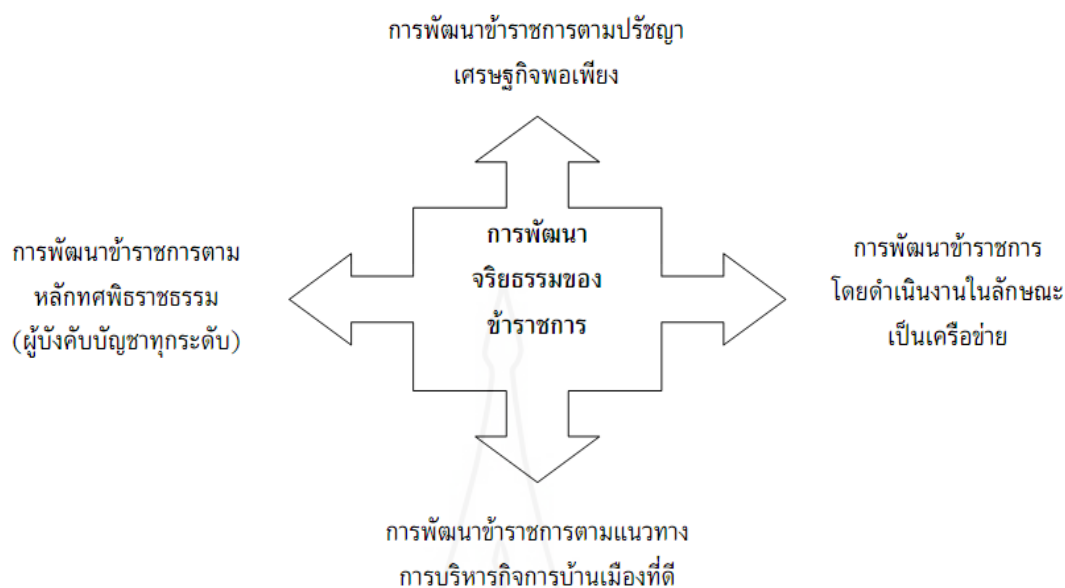 การพัฒนาข้าราชการตามปรัชญา
เศรษฐกิจพอเพียง
การพัฒนาข้าราชการตาม
หลักทศพิธราชธรรม
(ผู้บังคับบัญชาทุกระดับ)
การพัฒนา
จริยธรรมของ
ข้าราชการ
การพัฒนาข้าราชการ
โดยดำเนินงานในลักษณะ
เป็นเครือข่าย
การพัฒนาข้าราชการตามแนวทาง
การบริหารกิจการบ้านเมืองที่ดี